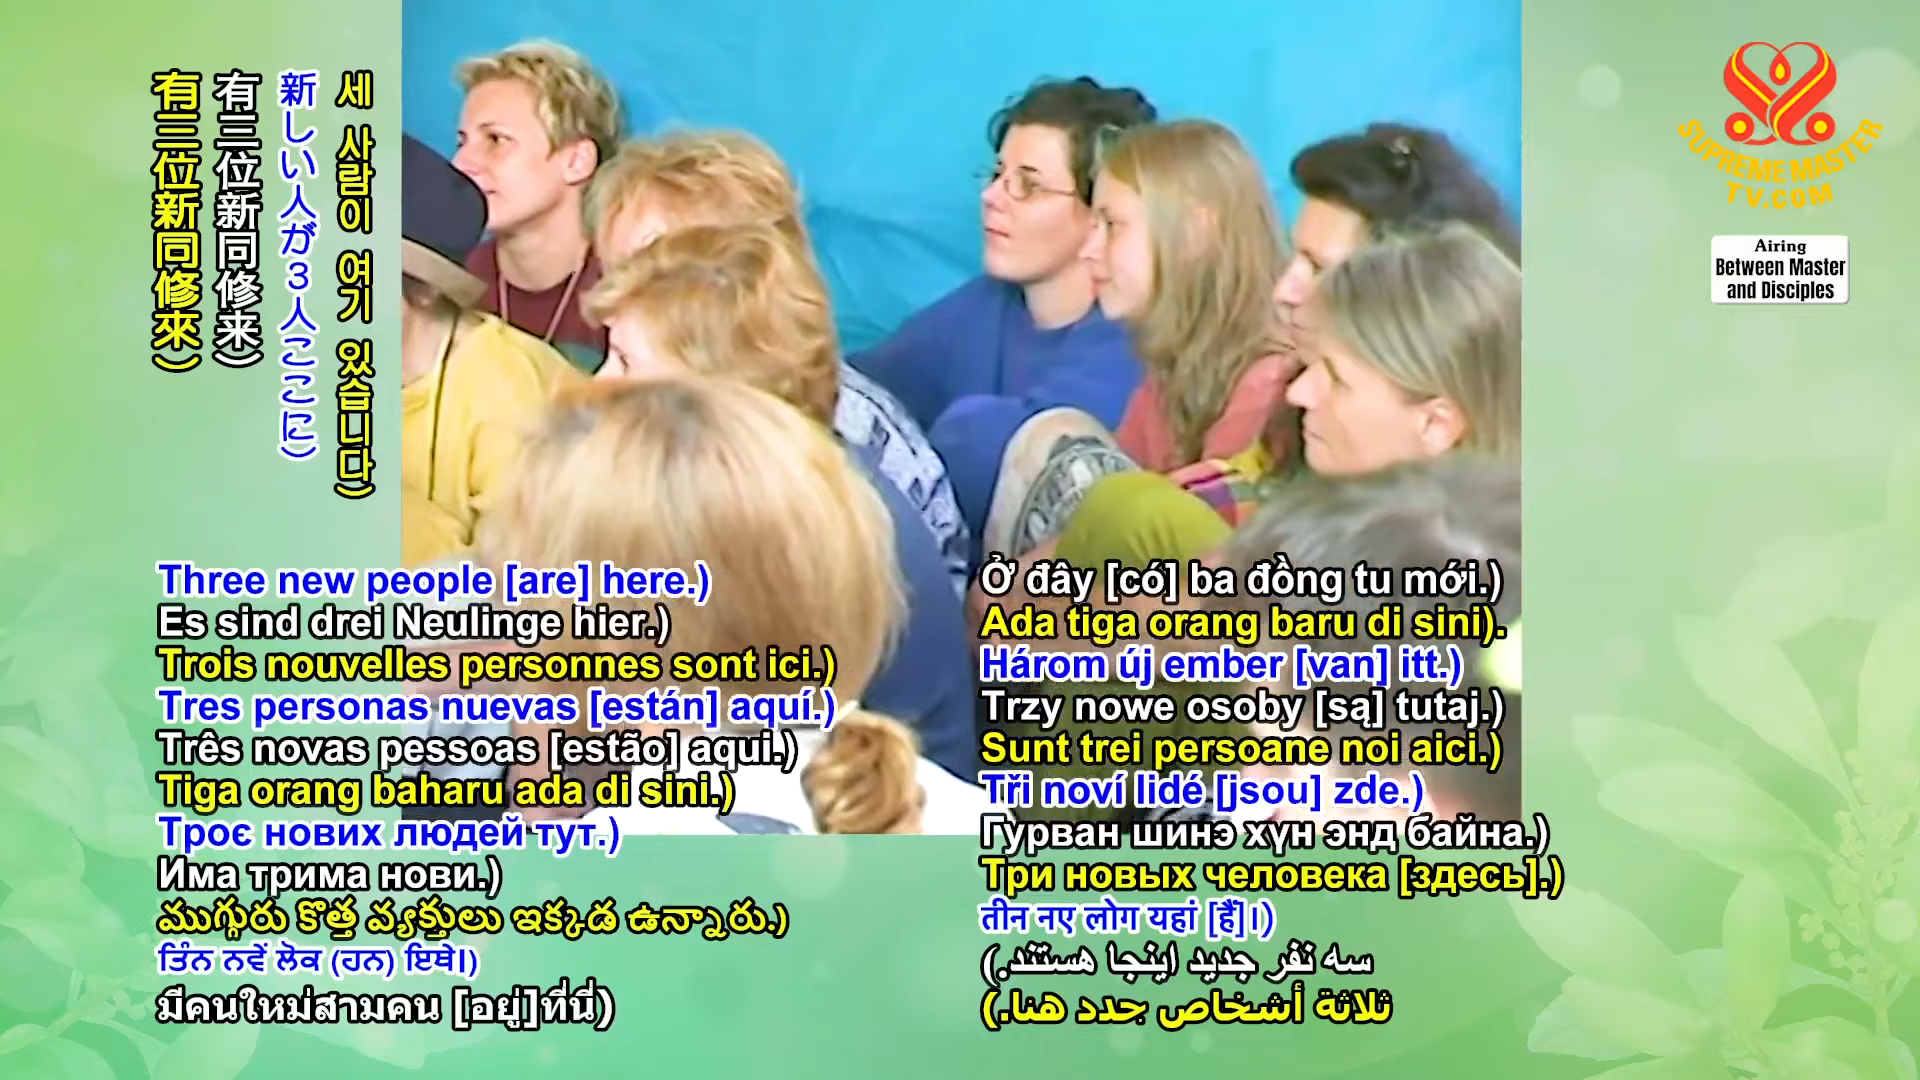 有三位新同修來)
有三位新同修来)
新しい人が3人ここに)
세 사람이 여기 있습니다)
SUPREME MASTER
TV.COM
Airing
Between Master
and Disciples
Three new people [are] here.)
Es sind drei Neulinge hier.)
Trois nouvelles personnes sont ici.)
Tres personas nuevas [están] aquí.)
Três novas pessoas [estão] aqui.)
Tiga orang baharu ada di sini.)
Троє нових людей тут.)
Има трима нови.)
ముగ్గురు కొత్త వ్యక్తులు ఇక్కడ ఉన్నారు.)
ਤਿੰਨ ਨਵੇਂ ਲੋਕ (ਹਨ) ਇਥੇ।)
มีคนใหม่สามคน [อยู่]ที่นี่)
Ở đây [có] ba đồng tu mới.)
Ada tiga orang baru di sini).
Három új ember [van] itt.)
Trzy nowe osoby [są] tutaj.)
Sunt trei persoane noi aici.)
Tři noví lidé [jsou] zde.)
Гурван шинэ хүн энд байна.)
Три новых человека [здесь].)
तीन नए लोग यहां [हैं]।)
سه نفر جدید اینجا هستند.)
ثلاثة أشخاص جدد هنا.)